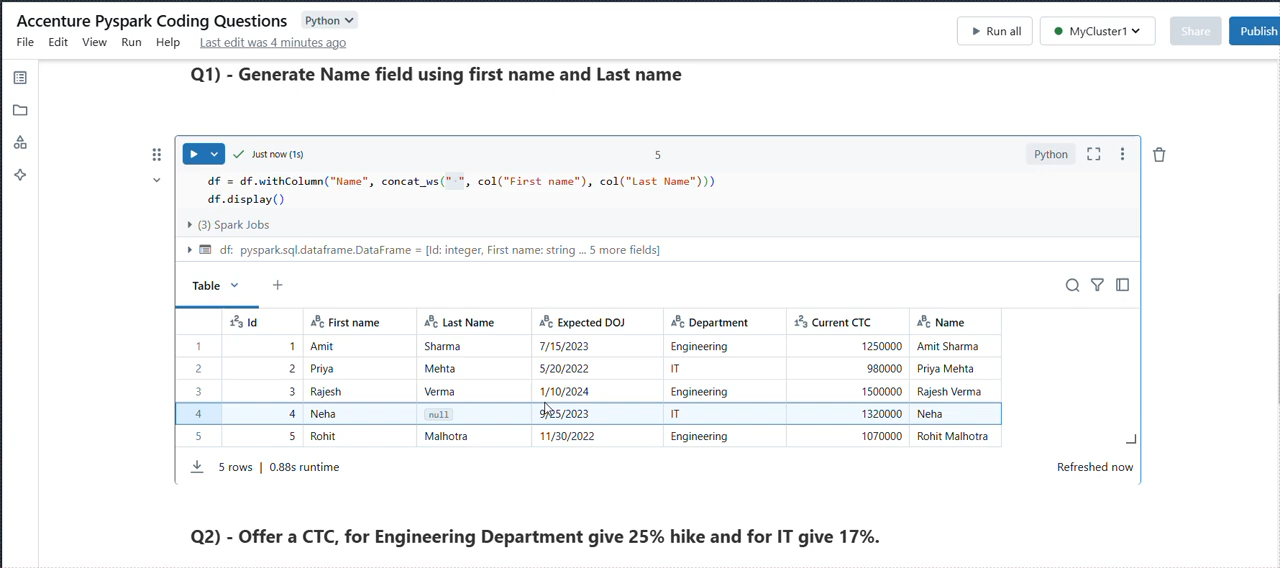 Accenture Pyspark Coding Questions Python
File Edit View Run Help Last edit was 4 minutes ago
Run all MyCluster1 Share Publish
Q1) - Generate Name field using first name and Last name
Just now (1s) 5 Python
df = df.withColumn("Name", concat_ws(" ", col("First name"), col("Last Name")))
df.display()
(3) Spark Jobs
df: pyspark.sql.dataframe.DataFrame = [Id: integer, First name: string ... 5 more fields]
Table +
Id First name Last Name Expected DOJ Department Current CTC Name
1 1 Amit Sharma 7/15/2023 Engineering 1250000 Amit Sharma
2 2 Priya Mehta 5/20/2022 IT 980000 Priya Mehta
3 3 Rajesh Verma 1/10/2024 Engineering 1500000 Rajesh Verma
4 4 Neha null 9/25/2023 IT 1320000 Neha
5 5 Rohit Malhotra 11/30/2022 Engineering 1070000 Rohit Malhotra
5 rows | 0.88s runtime Refreshed now
Q2) - Offer a CTC, for Engineering Department give 25% hike and for IT give 17%.